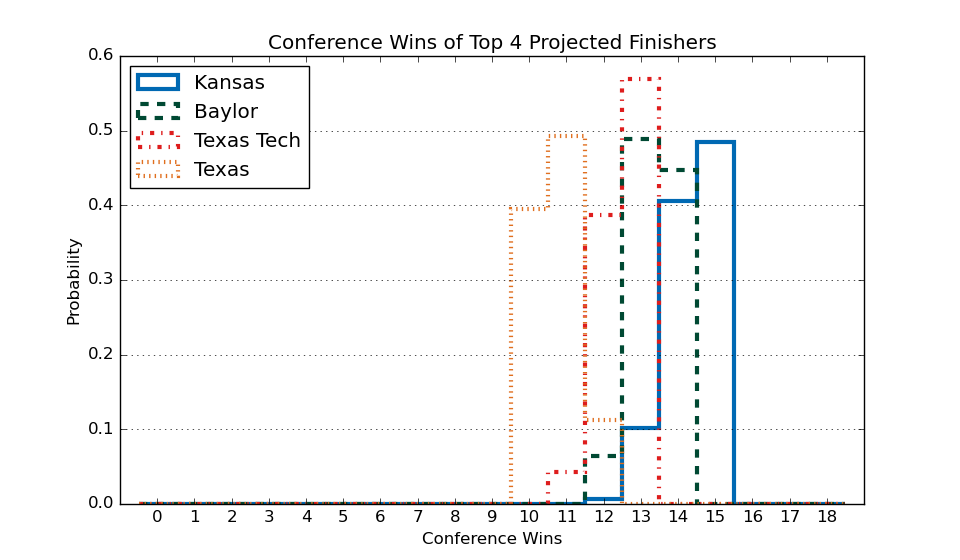 Conference Wins of Top 4 Projected Finishers
0.6
0.5
0.4
0.3
0.2
0.1
0.0
Probability
Kansas
Baylor
Texas Tech
Texas
0 1 2 3 4 5 6 7 8 9 10 11 12 13 14 15 16 17 18
Conference Wins